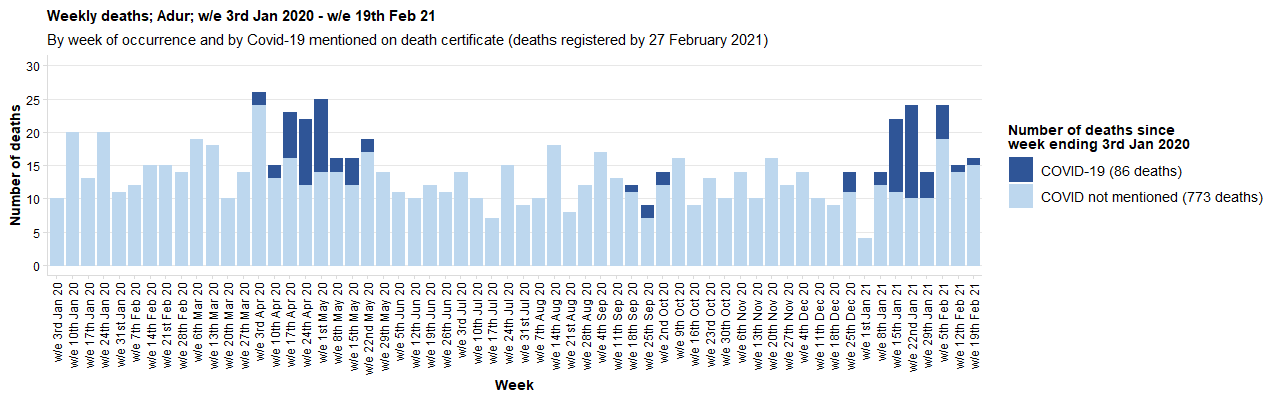 Weekly deaths; Adur; w/e 3rd Jan 2020 - w/e 19th Feb 21
By week of occurrence and by Covid-19 mentioned on death certificate (deaths registered by 27 February 2021)
Number of deaths
30
25
20
15
10
5
0
w/e 3rd Jan 20
w/e 10th Jan 20
w/e 17th Jan 20
w/e 24th Jan 20
w/e 31st Jan 20
w/e 7th Feb 20
w/e 14th Feb 20
w/e 21st Feb 20
w/e 28th Feb 20
w/e 6th Mar 20
w/e 13th Mar 20
w/e 20th Mar 20
w/e 27th Mar 20
w/e 3rd Apr 20
w/e 10th Apr 20
w/e 17th Apr 20
w/e 24th Apr 20
w/e 1st May 20
w/e 8th May 20
w/e 15th May 20
w/e 22nd May 20
w/e 29th May 20
w/e 5th Jun 20
w/e 12th Jun 20
w/e 19th Jun 20
w/e 26th Jun 20
w/e 3rd Jul 20
w/e 10th Jul 20
w/e 17th Jul 20
w/e 24th Jul 20
w/e 31st Jul 20
w/e 7th Aug 20
w/e 14th Aug 20
w/e 21st Aug 20
w/e 28th Aug 20
w/e 4th Sep 20
w/e 11th Sep 20
w/e 18th Sep 20
w/e 25th Sep 20
w/e 2nd Oct 20
w/e 9th Oct 20
w/e 16th Oct 20
w/e 23rd Oct 20
w/e 30th Oct 20
w/e 6th Nov 20
w/e 13th Nov 20
w/e 20th Nov 20
w/e 27th Nov 20
w/e 4th Dec 20
w/e 11th Dec 20
w/e 18th Dec 20
w/e 25th Dec 20
w/e 1st Jan 21
w/e 8th Jan 21
w/e 15th Jan 21
w/e 22nd Jan 21
w/e 29th Jan 21
w/e 5th Feb 21
w/e 12th Feb 21
w/e 19th Feb 21
Week
Number of deaths since
week ending 3rd Jan 2020
COVID-19 (86 deaths)
COVID not mentioned (773 deaths)